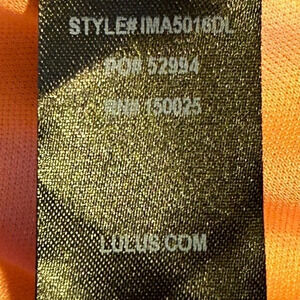 STYLE# IMA5016DL
PO# 52994
RN# 150025
LULUS.COM